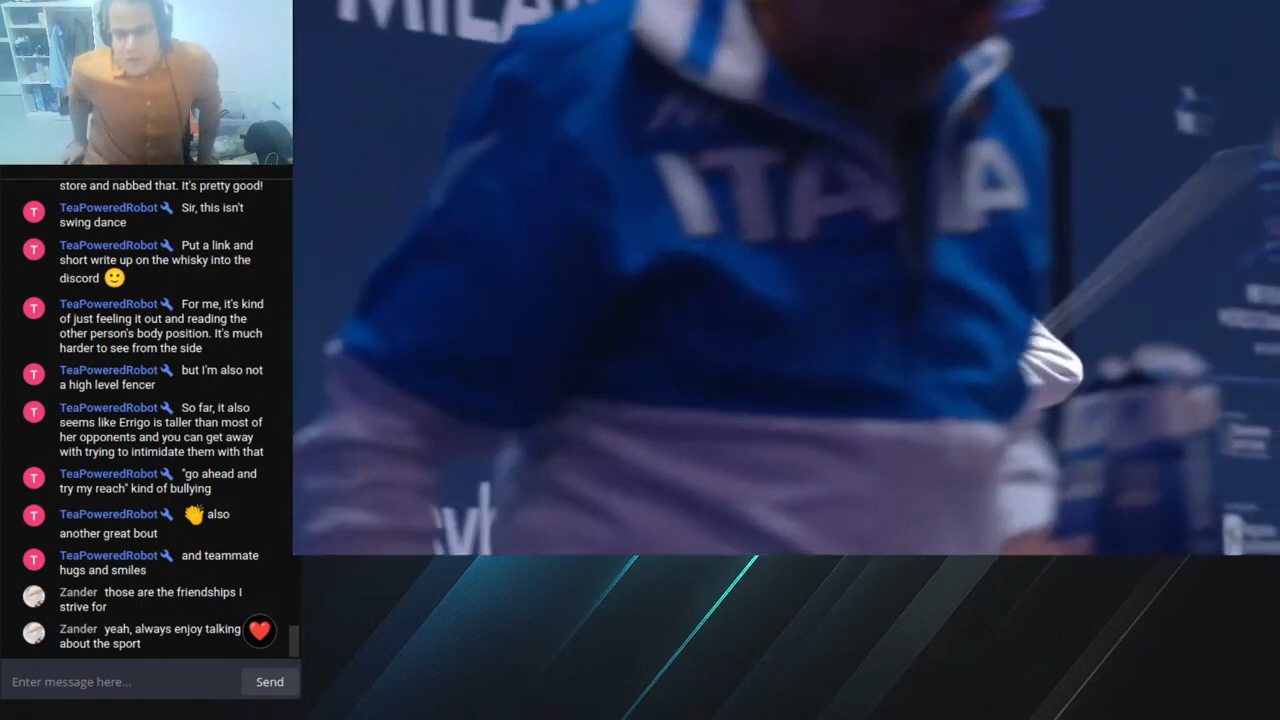 store and nabbed that. It's pretty good!
TeaPoweredRobot Sir, this isn't
swing dance
TeaPoweredRobot Put a link and
short write up on the whisky into the
discord 🙂
TeaPoweredRobot For me, it's kind
of just feeling it out and reading the
other person's body position. It's much
harder to see from the side
TeaPoweredRobot but I'm also not
a high level fencer
TeaPoweredRobot So far, it also
seems like Errigo is taller than most of
her opponents and you can get away
with trying to intimidate them with that
TeaPoweredRobot "go ahead and
try my reach" kind of bullying
TeaPoweredRobot 👏 also
another great bout
TeaPoweredRobot and teammate
hugs and smiles
Zander those are the friendships I
strive for
Zander yeah, always enjoy talking
about the sport
Enter message here...
Send
ITA A